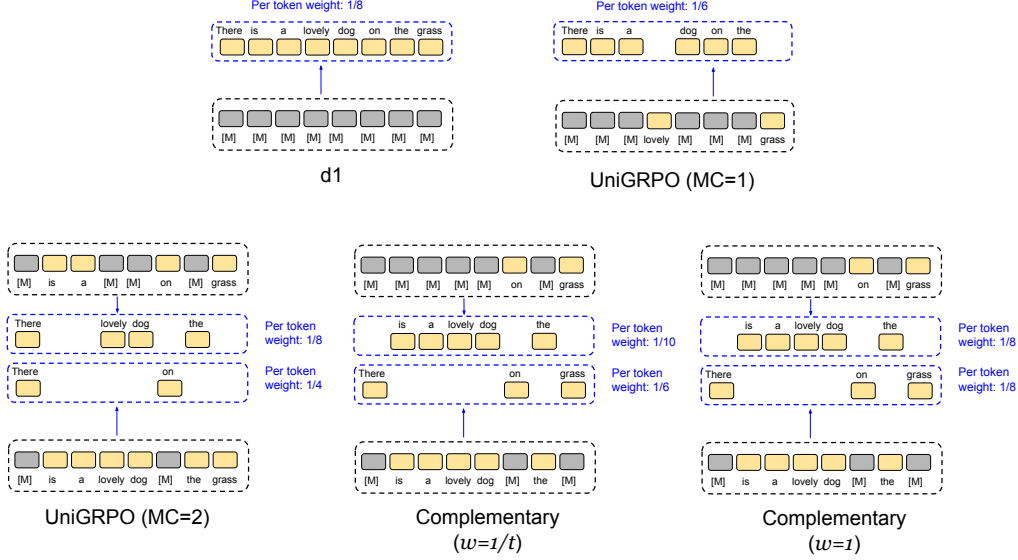 Per token weight: 1/8
There is a lovely dog on the grass
[M] [M] [M] [M] [M] [M] [M] [M]
d1
Per token weight: 1/6
There is a dog on the
[M] [M] [M] lovely [M] [M] [M] grass
UniGRPO (MC=1)
[M] is a [M] [M] on [M] grass
There lovely dog the
Per token
weight: 1/8
There on
Per token
weight: 1/4
[M] is a lovely dog [M] the grass
UniGRPO (MC=2)
[M] [M] [M] [M] [M] on [M] grass
is a lovely dog the
Per token
weight: 1/10
There on grass
Per token
weight: 1/6
[M] is a lovely dog [M] the [M]
Complementary
(w=1/t)
[M] [M] [M] [M] [M] on [M] grass
is a lovely dog the
Per token
weight: 1/8
There on grass
Per token
weight: 1/8
[M] is a lovely dog [M] the [M]
Complementary
(w=1)